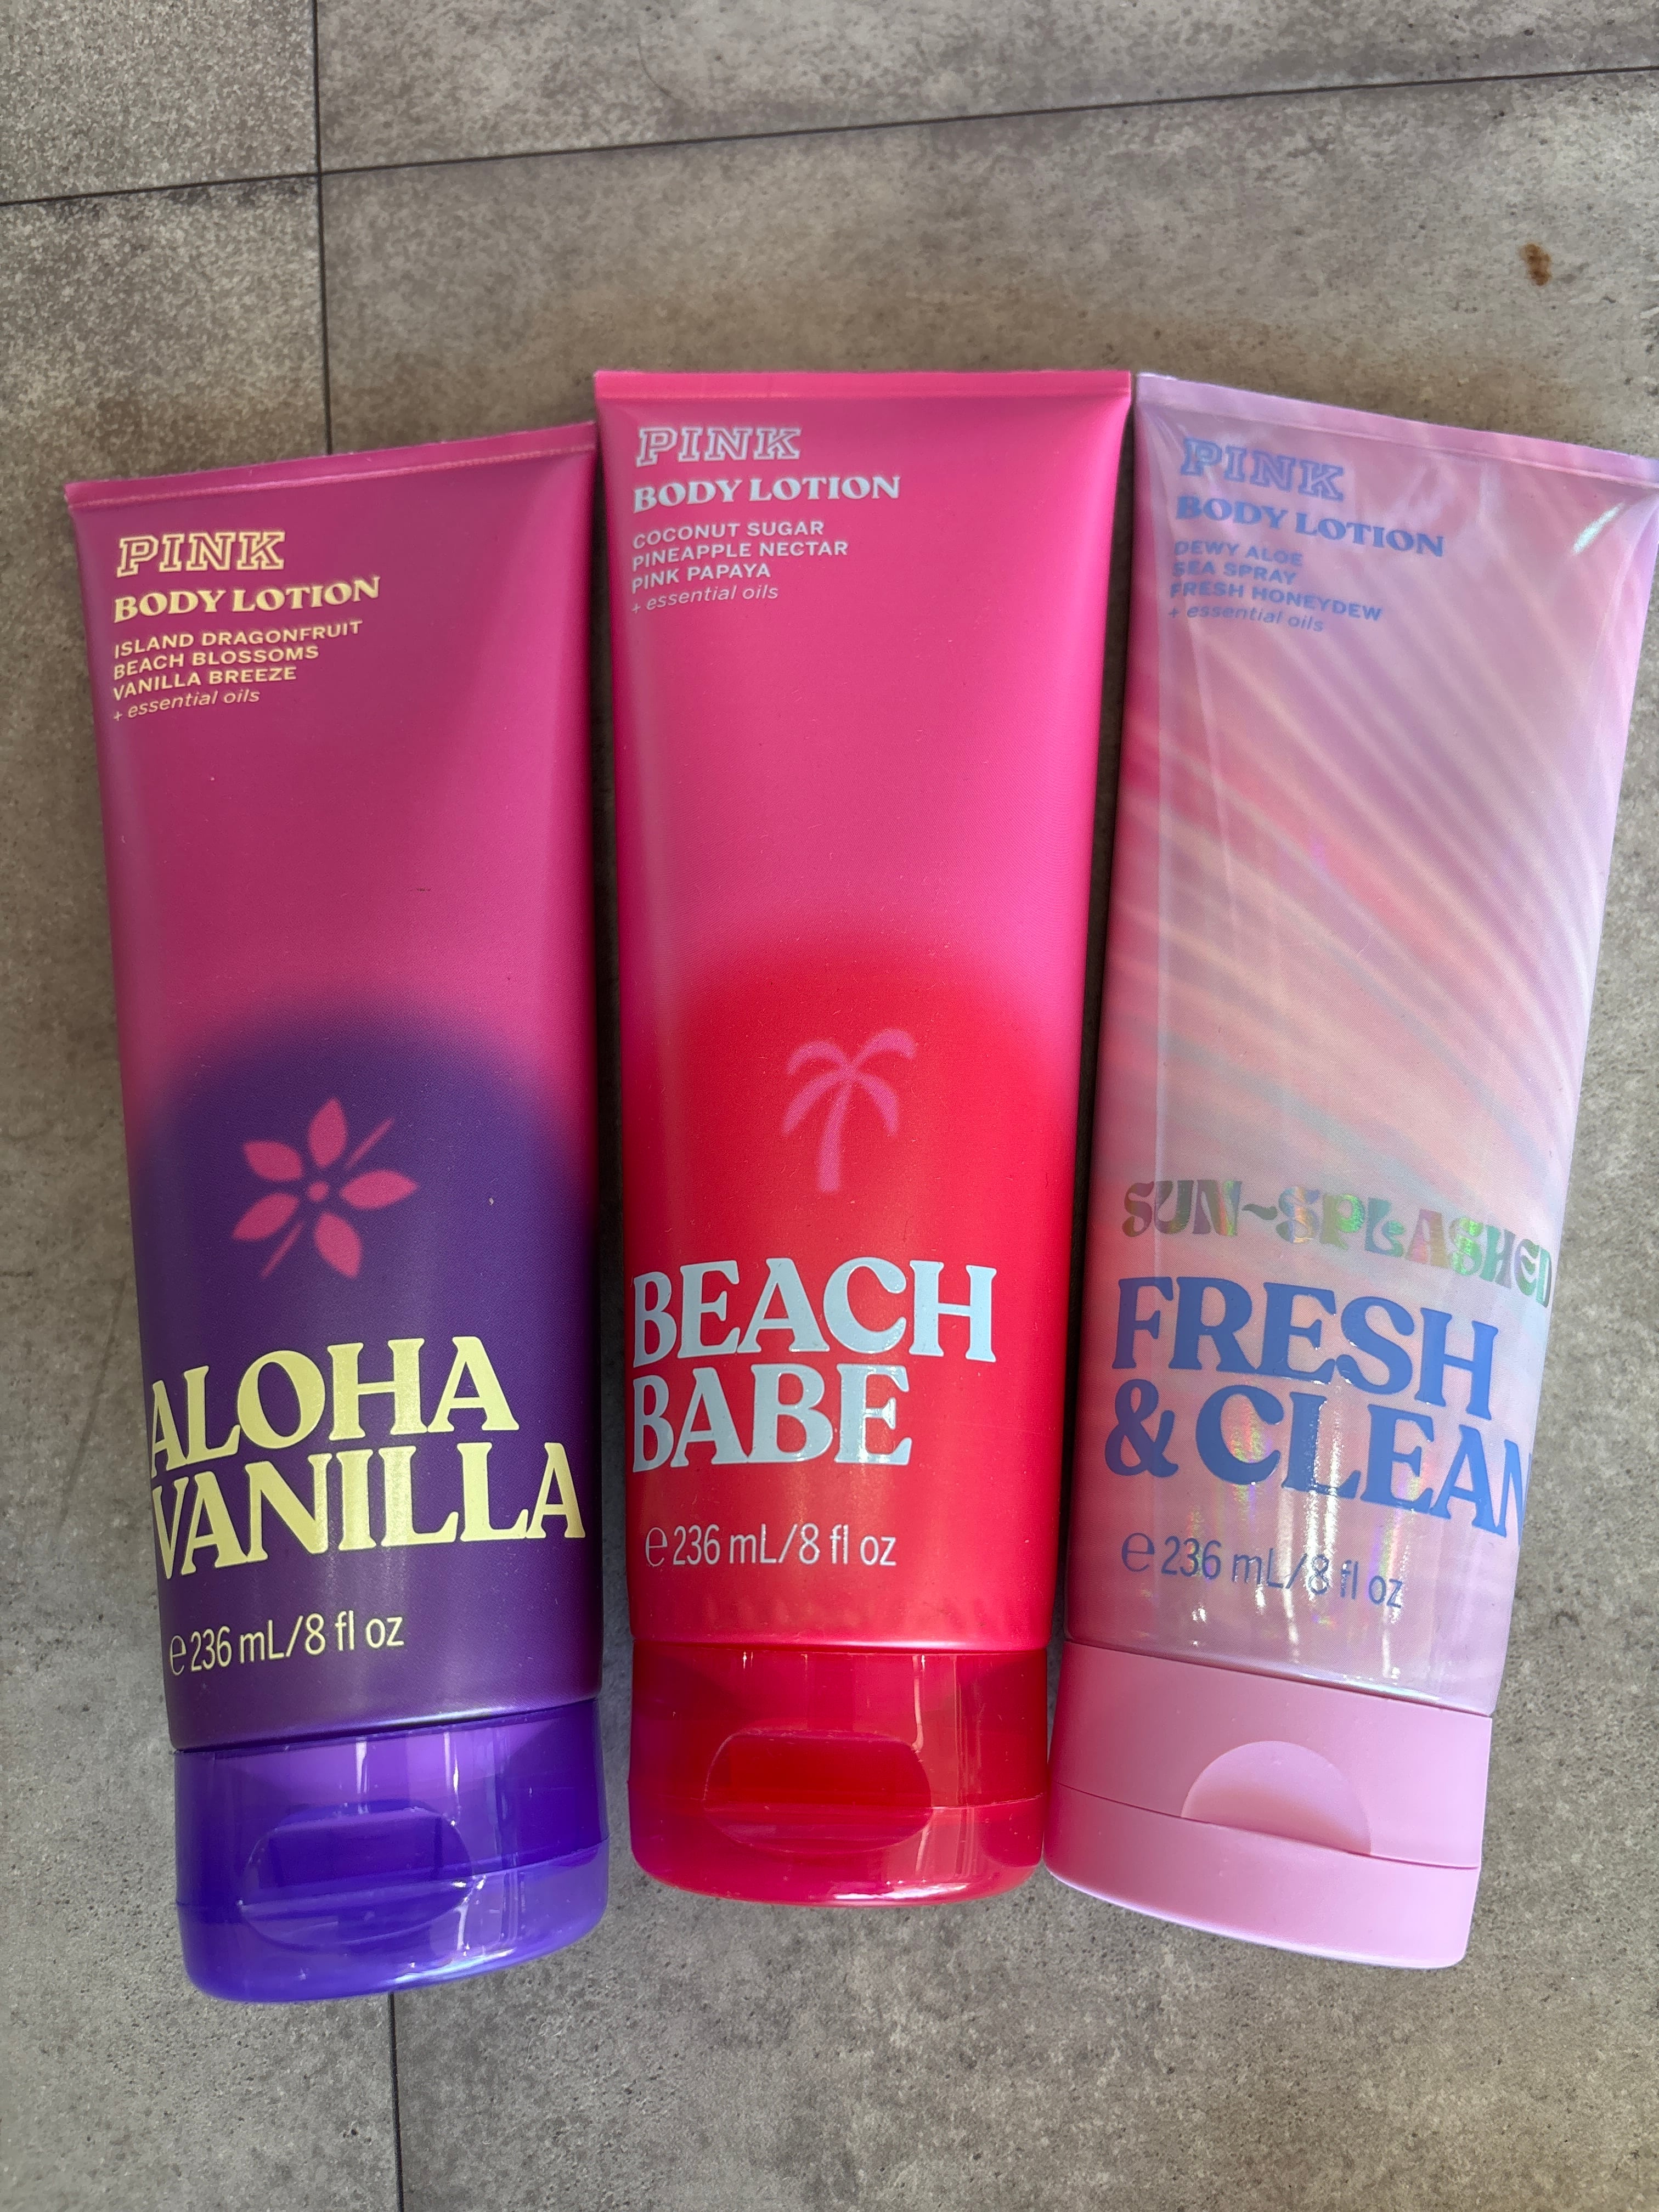 PINK
BODY LOTION
ISLAND DRAGONFRUIT
BEACH BLOSSOMS
VANILLA BREEZE
+ essential oils
ALOHA
VANILLA
e 236 mL/8 fl oz
PINK
BODY LOTION
COCONUT SUGAR
PINEAPPLE NECTAR
PINK PAPAYA
+ essential oils
BEACH
BABE
e 236 mL/8 fl oz
PINK
BODY LOTION
DEWY ALOE
SEA SPRAY
FRESH HONEYDEW
+ essential oils
SUN-SPLASHED
FRESH
& CLEAN
e 236 mL/8 fl oz